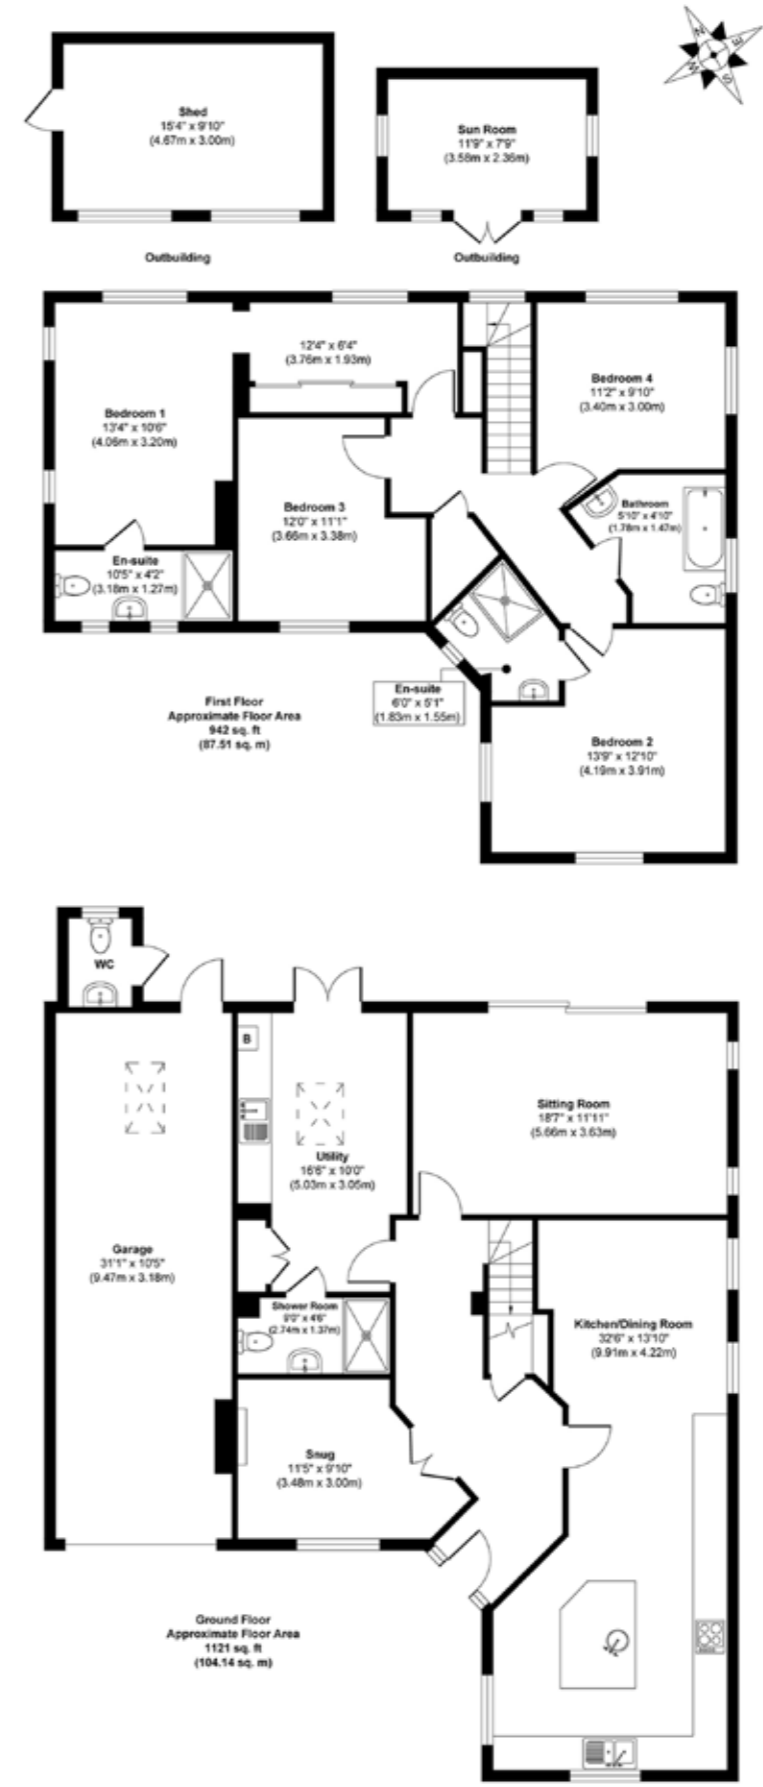 N
E
W
S
Shed
15'4" x 9'10"
(4.67m x 3.00m)
Sun Room
11'9" x 7'9"
(3.58m x 2.36m)
Outbuilding
Outbuilding
12'4" x 6'4"
(3.76m x 1.93m)
Bedroom 4
11'2" x 9'10"
(3.40m x 3.00m)
Bedroom 1
13'4" x 10'6"
(4.06m x 3.20m)
Bedroom 3
12'0" x 11'1"
(3.66m x 3.38m)
Bathroom
5'10" x 4'10"
(1.78m x 1.47m)
En-suite
10'5" x 4'2"
(3.18m x 1.27m)
En-suite
6'0" x 5'1"
(1.83m x 1.55m)
First Floor
Approximate Floor Area
942 sq. ft
(87.51 sq. m)
Bedroom 2
13'9" x 12'10"
(4.19m x 3.91m)
WC
B
Sitting Room
18'7" x 11'11"
(5.66m x 3.63m)
Utility
16'6" x 10'0"
(5.03m x 3.05m)
Garage
31'1" x 10'5"
(9.47m x 3.18m)
Shower Room
9'0" x 4'6"
(2.74m x 1.37m)
Kitchen/Dining Room
32'6" x 13'10"
(9.91m x 4.22m)
Snug
11'5" x 9'10"
(3.48m x 3.00m)
Ground Floor
Approximate Floor Area
1121 sq. ft
(104.14 sq. m)